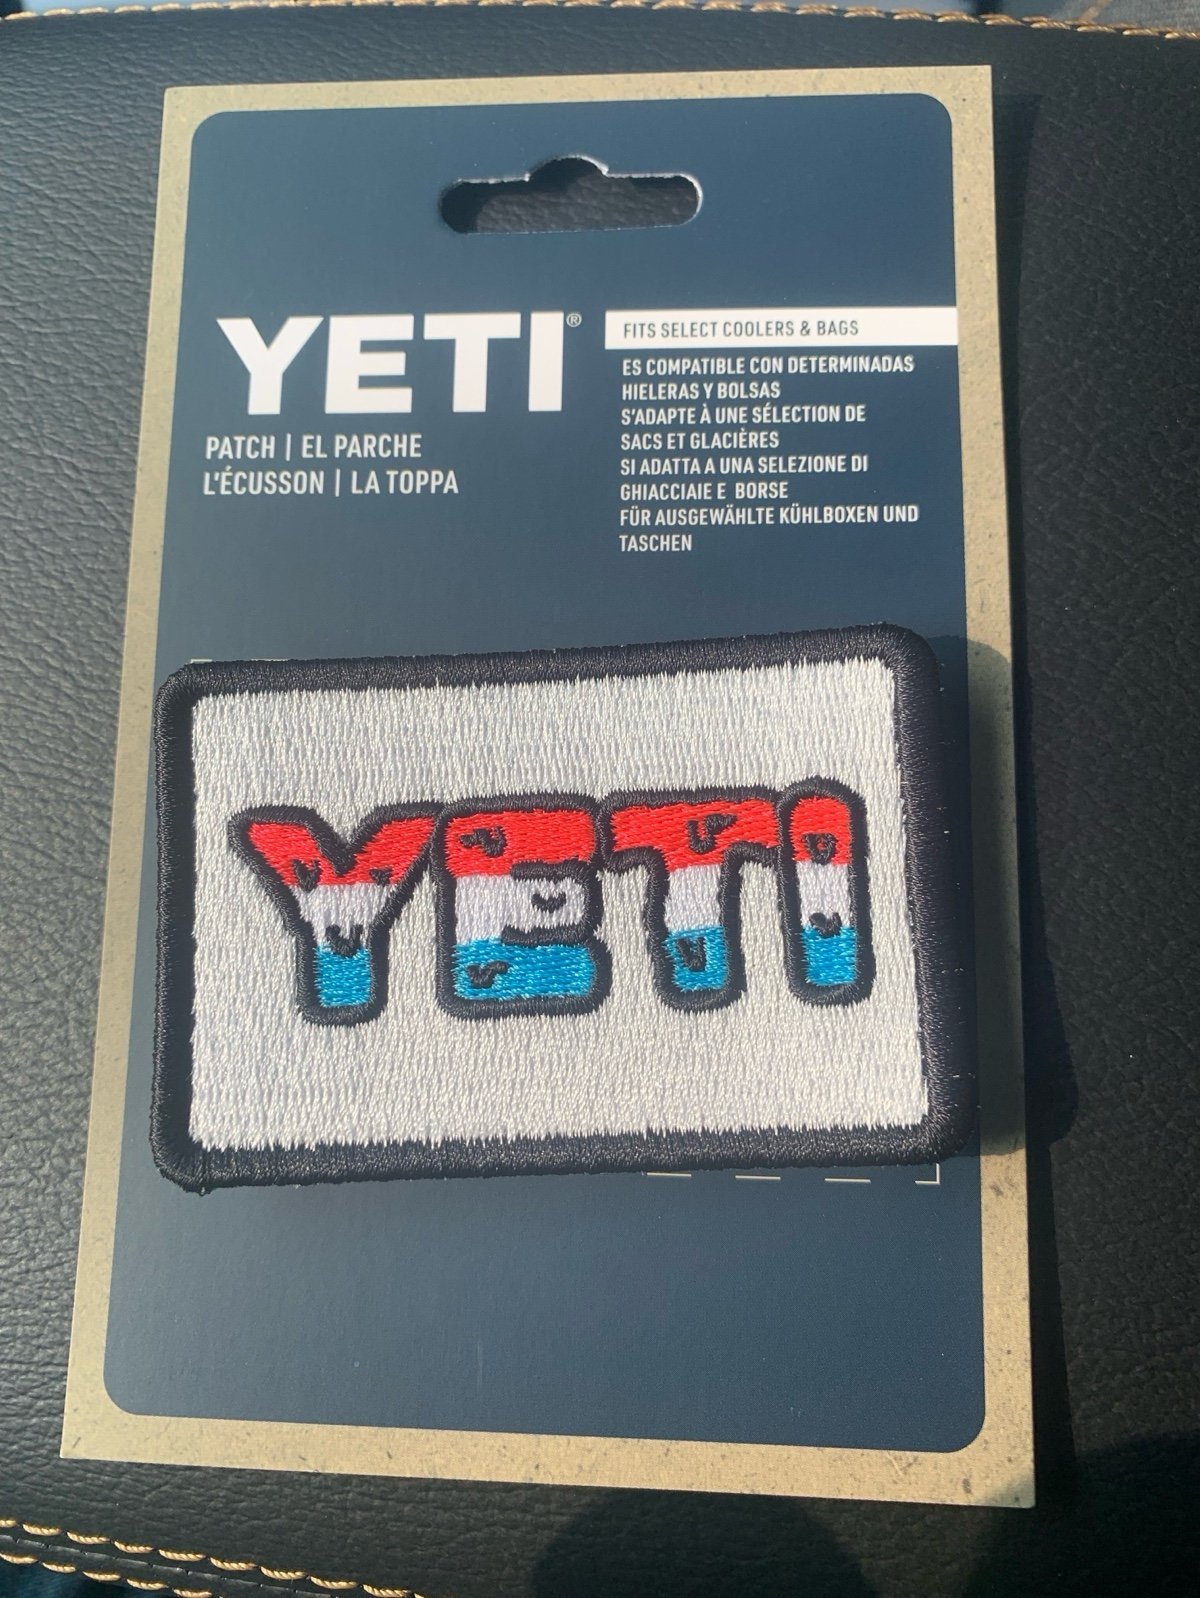 YETI®
PATCH | EL PARCHE
L'ÉCUSSON | LA TOPPA
FITS SELECT COOLERS & BAGS
ES COMPATIBLE CON DETERMINADAS
HIELERAS Y BOLSAS
S'ADAPTE À UNE SÉLECTION DE
SACS ET GLACIÈRES
SI ADATTA A UNA SELEZIONE DI
GHIACCIAIE E BORSE
FÜR AUSGEWÄHLTE KÜHLBOXEN UND
TASCHEN
YETI